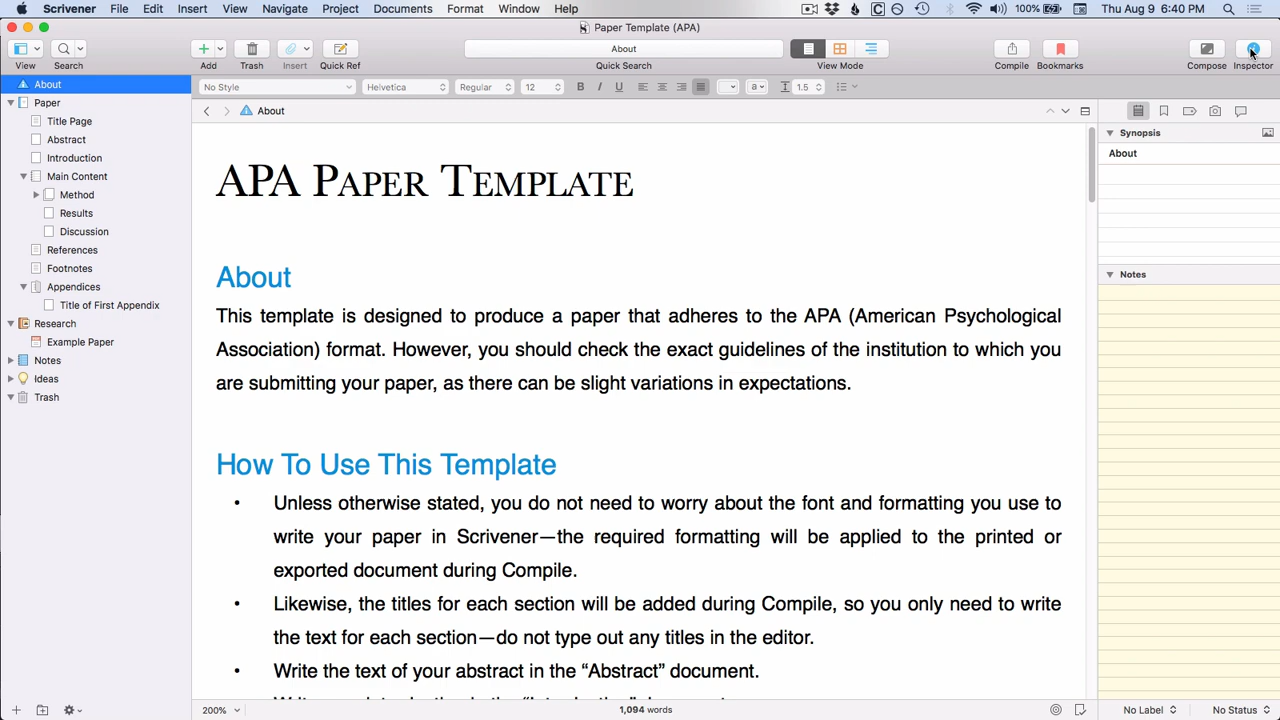 Scrivener File Edit Insert View Navigate Project Documents Format Window Help 100% Thu Aug 9 6:40 PM
Paper Template (APA)
About
View Search Add Trash Insert Quick Ref Quick Search View Mode Compile Bookmarks Compose Inspector
No Style Helvetica Regular 12 B I U a 1.5
About
Paper
Title Page
Abstract
Introduction
Main Content
Method
Results
Discussion
References
Footnotes
Appendices
Title of First Appendix
Research
Example Paper
Notes
Ideas
Trash
About
APA PAPER TEMPLATE
About
This template is designed to produce a paper that adheres to the APA (American Psychological
Association) format. However, you should check the exact guidelines of the institution to which you
are submitting your paper, as there can be slight variations in expectations.
How To Use This Template
• Unless otherwise stated, you do not need to worry about the font and formatting you use to
write your paper in Scrivener—the required formatting will be applied to the printed or
exported document during Compile.
• Likewise, the titles for each section will be added during Compile, so you only need to write
the text for each section—do not type out any titles in the editor.
• Write the text of your abstract in the “Abstract” document.
Synopsis
About
Notes
200% 1,094 words No Label No Status